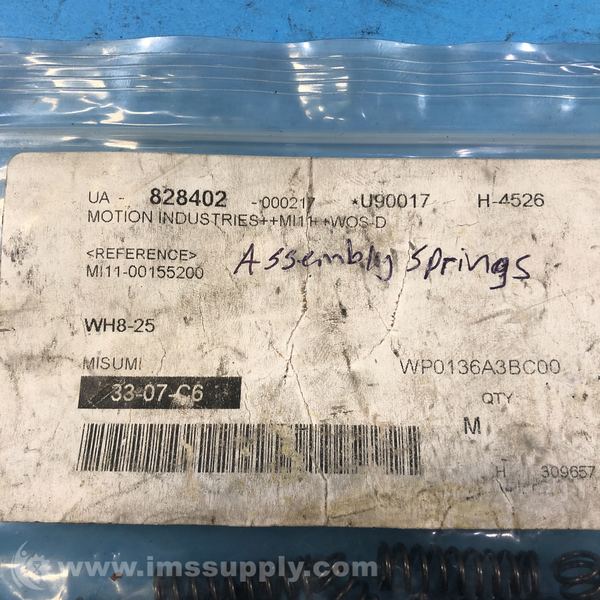 UA - 828402 -000217 *U90017 H-4526
MOTION INDUSTRIES++MI11++WOS-D
<REFERENCE>
MI11-00155200
Assembly Springs
WH8-25
MISUMI
WP0136A3BC00
33-07-C6
QTY
M
H 309657
www.imssupply.com